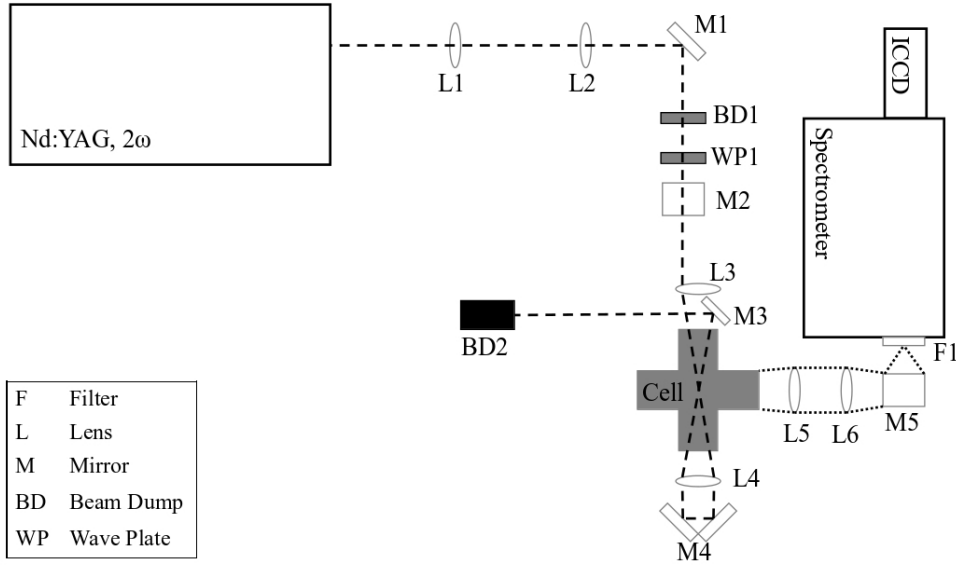 M1
ICCD
L1
L2
BD1
Nd:YAG, 2ω
WP1
Spectrometer
M2
L3
M3
BD2
F1
Cell
M5
L5
L6
L4
M4
F Filter
L Lens
M Mirror
BD Beam Dump
WP Wave Plate